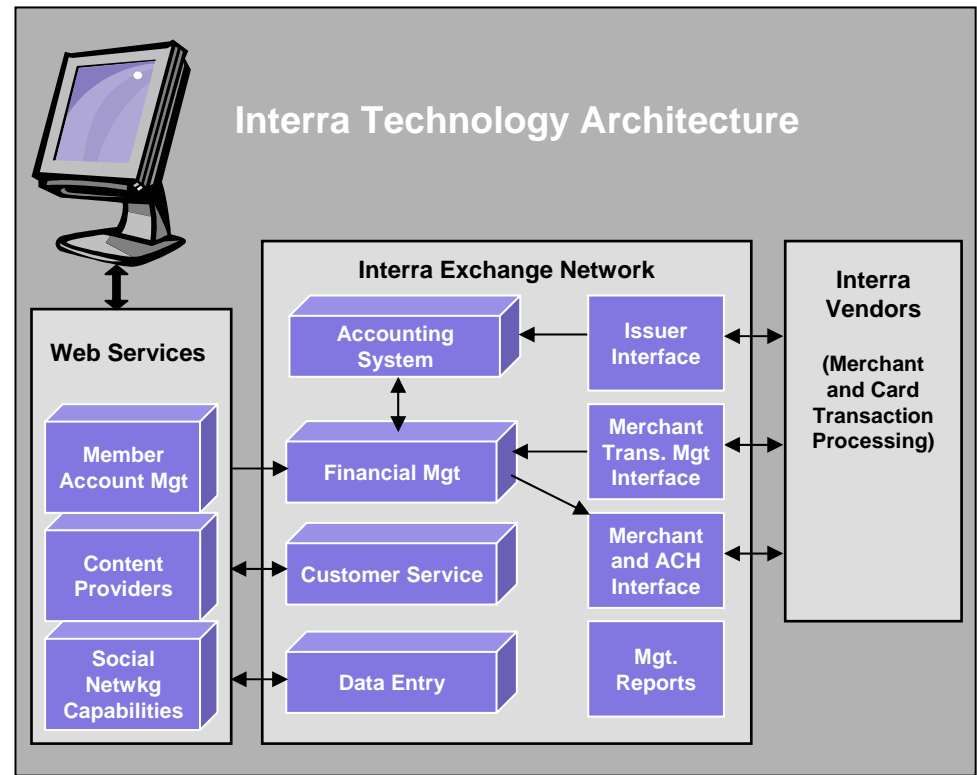 Interra Technology Architecture
Web Services
Member
Account Mgt
Content
Providers
Social
Netwkg
Capabilities
Interra Exchange Network
Accounting
System
Financial Mgt
Customer Service
Data Entry
Issuer
Interface
Merchant
Trans. Mgt
Interface
Merchant
and ACH
Interface
Mgt.
Reports
Interra
Vendors
(Merchant
and Card
Transaction
Processing)